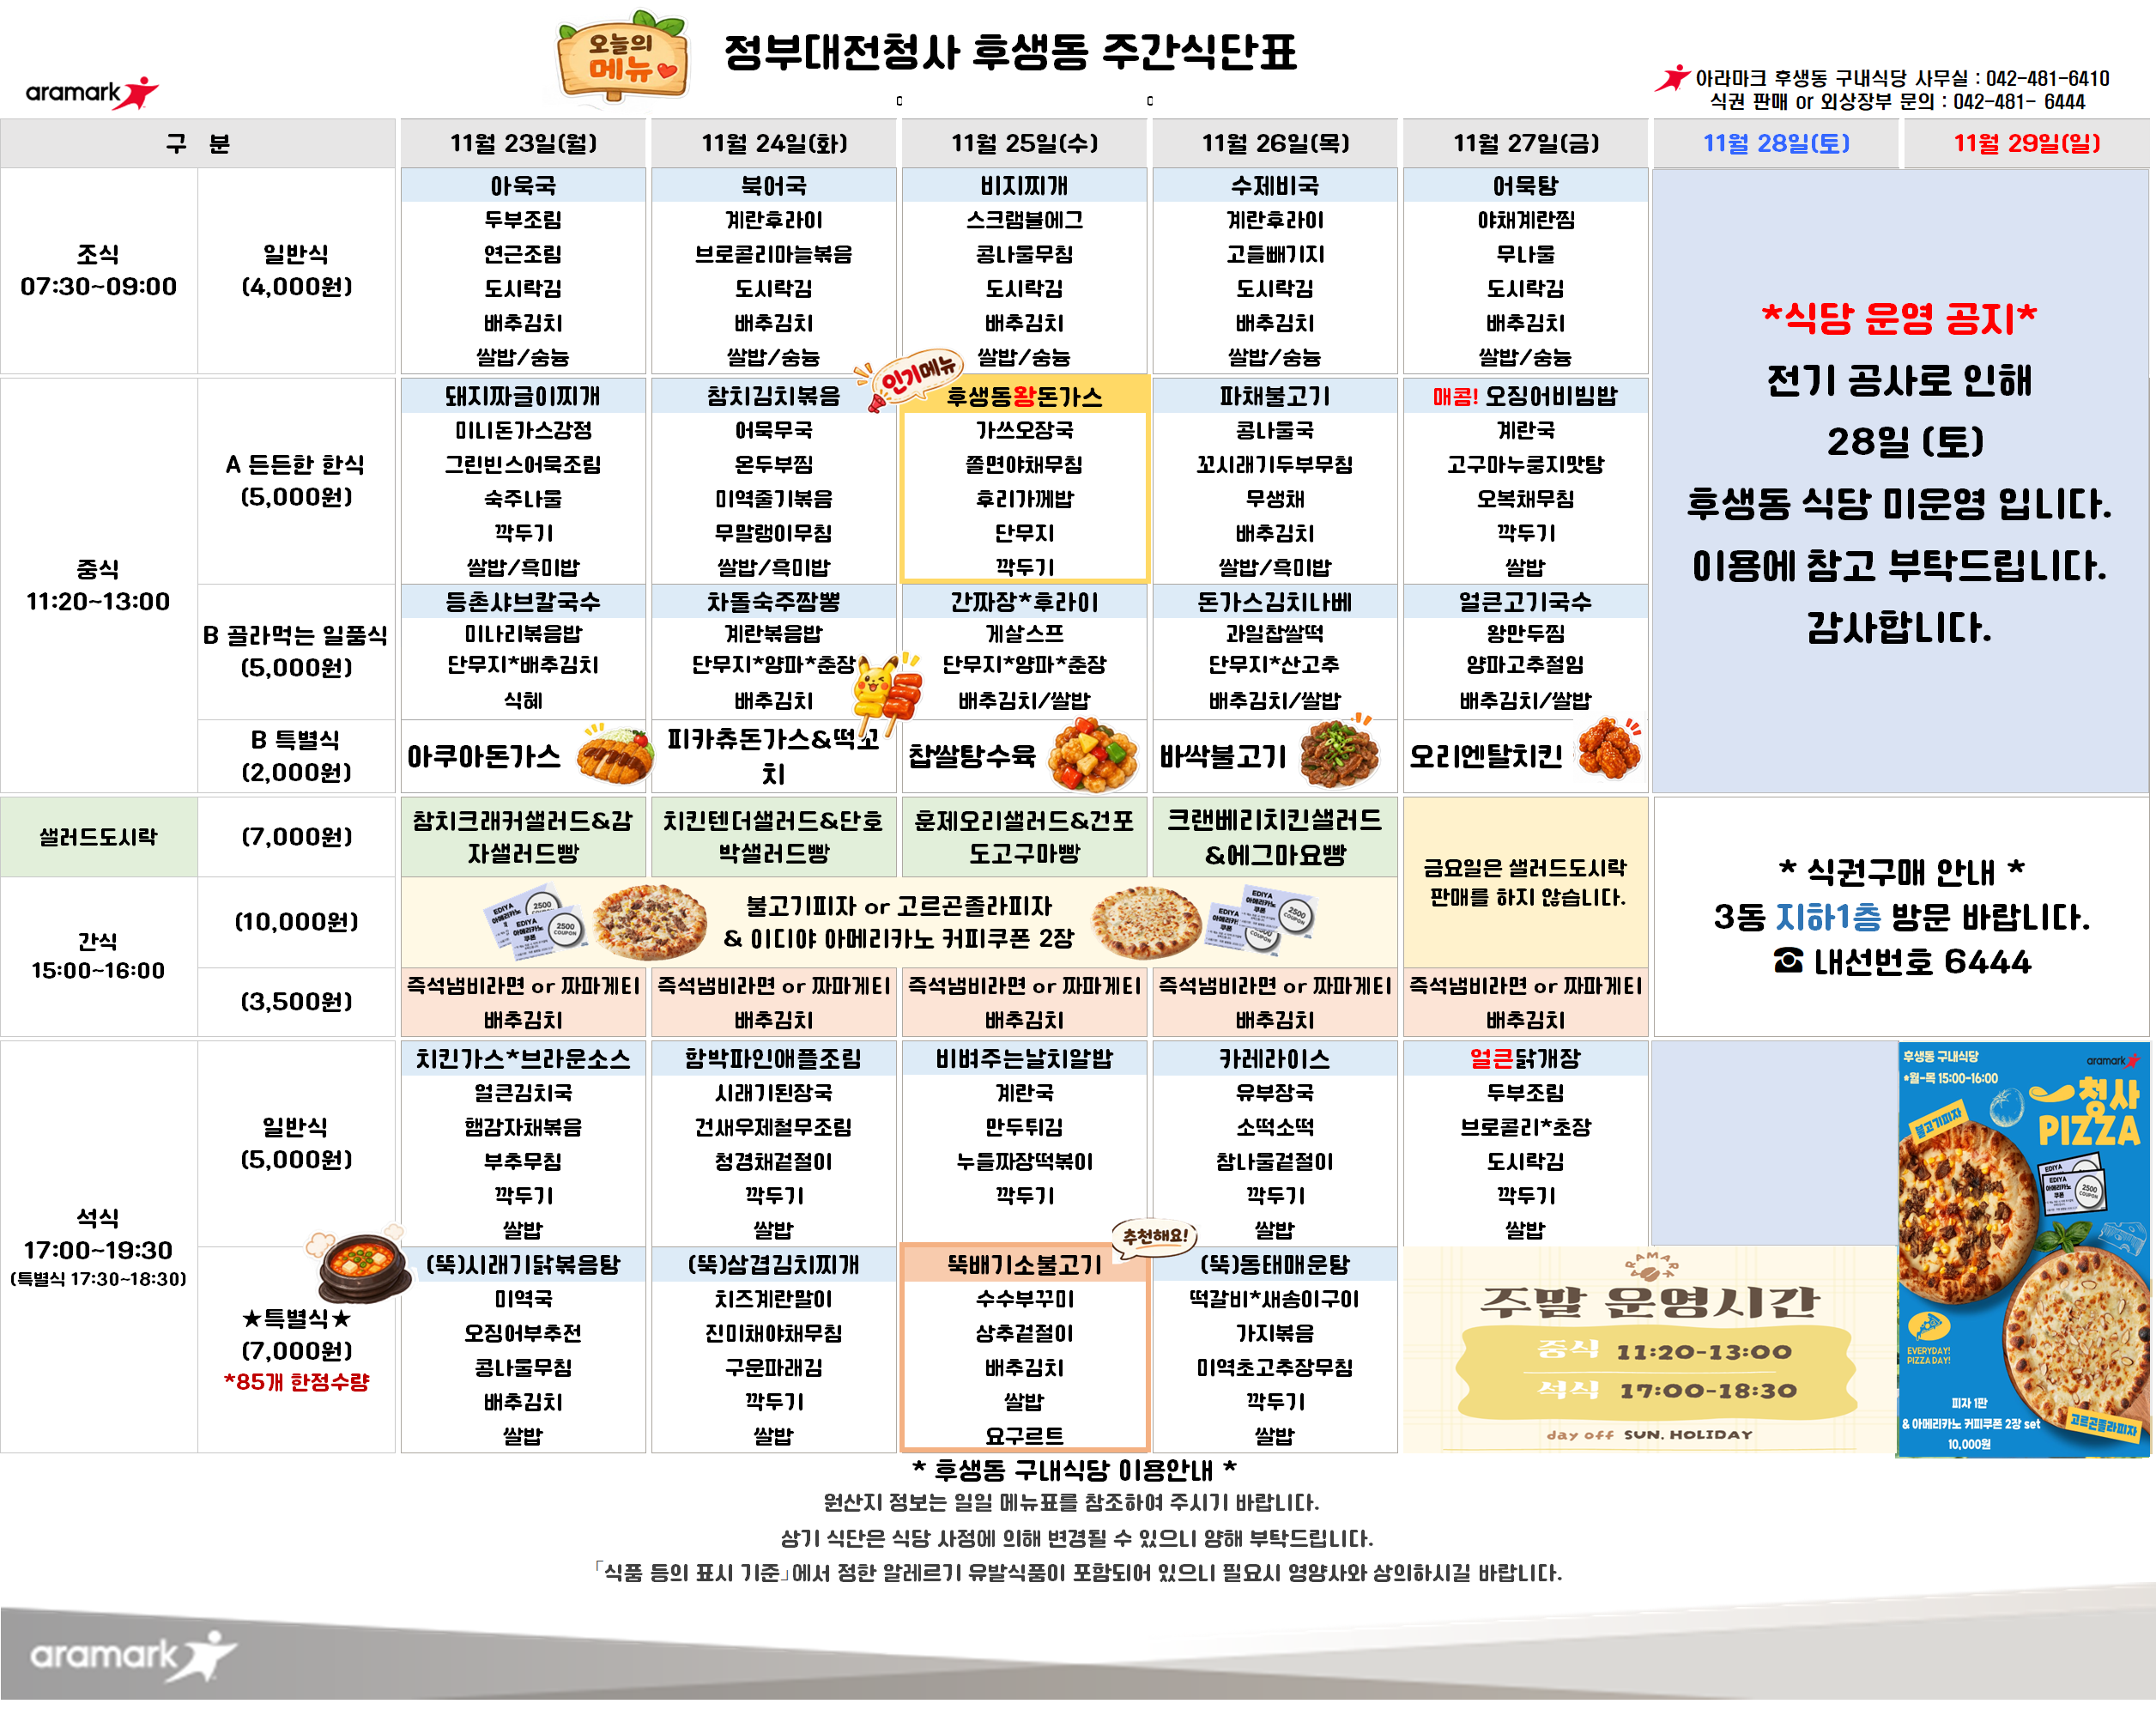 오늘의
메뉴
정부대전청사 후생동 주간식단표
aramark
아라마크 후생동 구내식당 사무실 : 042-481-6410
식권 판매 or 외상장부 문의 : 042-481- 6444
구 분
11월 23일(월) 11월 24일(화) 11월 25일(수) 11월 26일(목) 11월 27일(금) 11월 28일(토) 11월 29일(일)
조식
07:30~09:00
일반식
(4,000원)
아욱국 북어국 비지찌개 수제비국 어묵탕
두부조림 계란후라이 스크램블에그 계란후라이 야채계란찜
연근조림 브로콜리마늘볶음 콩나물무침 고들빼기지 무나물
도시락김 도시락김 도시락김 도시락김 도시락김
배추김치 배추김치 배추김치 배추김치 배추김치
쌀밥/숭늉 쌀밥/숭늉 쌀밥/숭늉 쌀밥/숭늉 쌀밥/숭늉
*식당 운영 공지*
전기 공사로 인해
28일 (토)
후생동 식당 미운영 입니다.
이용에 참고 부탁드립니다.
감사합니다.
중식
11:20~13:00
A 든든한 한식
(5,000원)
인기메뉴
돼지짜글이찌개 참치김치볶음 후생동왕돈가스 파채불고기 매콤! 오징어비빔밥
미니돈가스강정 어묵무국 가쓰오장국 콩나물국 계란국
그린빈스어묵조림 온두부찜 쫄면야채무침 꼬시래기두부무침 고구마누룽지맛탕
숙주나물 미역줄기볶음 후리가께밥 무생채 오복채무침
깍두기 무말랭이무침 단무지 배추김치 깍두기
쌀밥/흑미밥 쌀밥/흑미밥 깍두기 쌀밥/흑미밥 쌀밥
B 골라먹는 일품식
(5,000원)
등촌샤브칼국수 차돌숙주짬뽕 간짜장*후라이 돈가스김치나베 얼큰고기국수
미나리볶음밥 계란볶음밥 게살스프 과일찹쌀떡 왕만두찜
단무지*배추김치 단무지*양파*춘장 단무지*양파*춘장 단무지*산고추 양파고추절임
식혜 배추김치 배추김치/쌀밥 배추김치/쌀밥 배추김치/쌀밥
B 특별식
(2,000원)
아쿠아돈가스 피카츄돈가스&떡꼬치 찹쌀탕수육 바싹불고기 오리엔탈치킨
샐러드도시락
(7,000원)
참치크래커샐러드&감자샐러드빵 치킨텐더샐러드&단호박샐러드빵 훈제오리샐러드&건포도고구마빵 크랜베리치킨샐러드&에그마요빵
금요일은 샐러드도시락
판매를 하지 않습니다.
간식
15:00~16:00
(10,000원)
EDIYA
아메리카노
쿠폰
2500
COUPON
불고기피자 or 고르곤졸라피자
& 이디야 아메리카노 커피쿠폰 2장
(3,500원)
즉석냄비라면 or 짜파게티 즉석냄비라면 or 짜파게티 즉석냄비라면 or 짜파게티 즉석냄비라면 or 짜파게티 즉석냄비라면 or 짜파게티
배추김치 배추김치 배추김치 배추김치 배추김치
* 식권구매 안내 *
3동 지하1층 방문 바랍니다.
☎ 내선번호 6444
석식
17:00~19:30
(특별식 17:30~18:30)
일반식
(5,000원)
치킨가스*브라운소스 함박파인애플조림 비벼주는날치알밥 카레라이스 얼큰닭개장
얼큰김치국 시래기된장국 계란국 유부장국 두부조림
햄감자채볶음 건새우제철무조림 만두튀김 소떡소떡 브로콜리*초장
부추무침 청경채겉절이 누들짜장떡볶이 참나물겉절이 도시락김
깍두기 깍두기 깍두기 깍두기 깍두기
쌀밥 쌀밥 쌀밥 쌀밥
추천해요!
★특별식★
(7,000원)
*85개 한정수량
(뚝)시래기닭볶음탕 (뚝)삼겹김치찌개 뚝배기소불고기 (뚝)동태매운탕
미역국 치즈계란말이 수수부꾸미 떡갈비*새송이구이
오징어부추전 진미채야채무침 상추겉절이 가지볶음
콩나물무침 구운파래김 배추김치 미역초고추장무침
배추김치 깍두기 쌀밥 깍두기
쌀밥 쌀밥 요구르트 쌀밥
ARAMARK
주말 운영시간
중식 11:20-13:00
석식 17:00-18:30
day off SUN. HOLIDAY
후생동 구내식당
aramark
*월-목 15:00-16:00
청사
PIZZA
불고기피자
EDIYA
아메리카노
쿠폰
2500
COUPON
EVERYDAY!
PIZZA DAY!
피자 1판
& 아메리카노 커피쿠폰 2장 set
10,000원
고르곤졸라피자
* 후생동 구내식당 이용안내 *
원산지 정보는 일일 메뉴표를 참조하여 주시기 바랍니다.
상기 식단은 식당 사정에 의해 변경될 수 있으니 양해 부탁드립니다.
「식품 등의 표시 기준」에서 정한 알레르기 유발식품이 포함되어 있으니 필요시 영양사와 상의하시길 바랍니다.
aramark